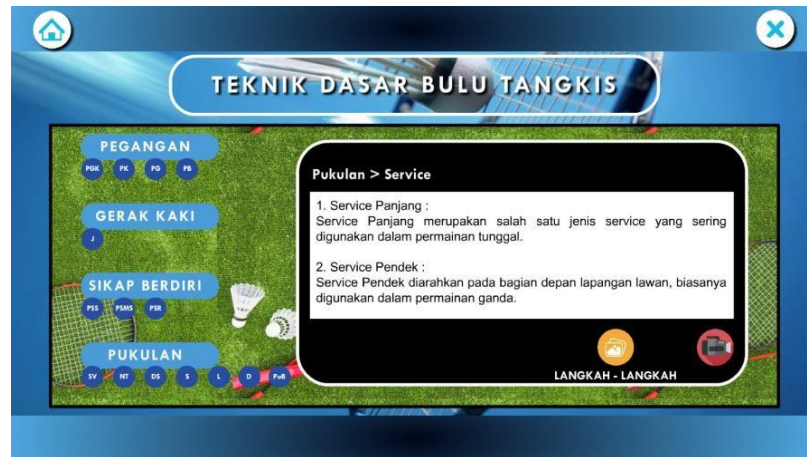 TEKNIK DASAR BULU TANGKIS
PEGANGAN
PGK PK PG PB
GERAK KAKI
J
SIKAP BERDIRI
PSS PSMS PSR
PUKULAN
SV NT DS S L D PuB
Pukulan > Service
1. Service Panjang :
Service Panjang merupakan salah satu jenis service yang sering
digunakan dalam permainan tunggal.
2. Service Pendek :
Service Pendek diarahkan pada bagian depan lapangan lawan, biasanya
digunakan dalam permainan ganda.
LANGKAH - LANGKAH